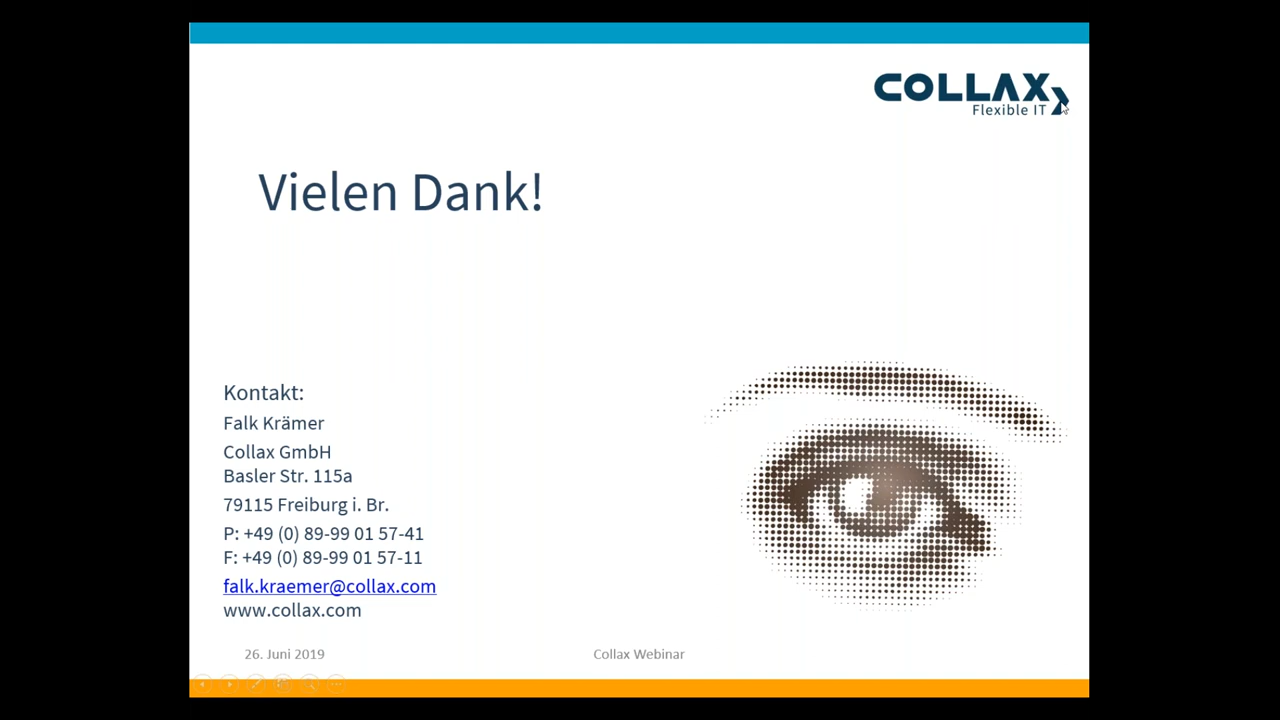 COLLAX
Flexible IT
Vielen Dank!
Kontakt:
Falk Krämer
Collax GmbH
Basler Str. 115a
79115 Freiburg i. Br.
P: +49 (0) 89-99 01 57-41
F: +49 (0) 89-99 01 57-11
falk.kraemer@collax.com
www.collax.com
26. Juni 2019
Collax Webinar